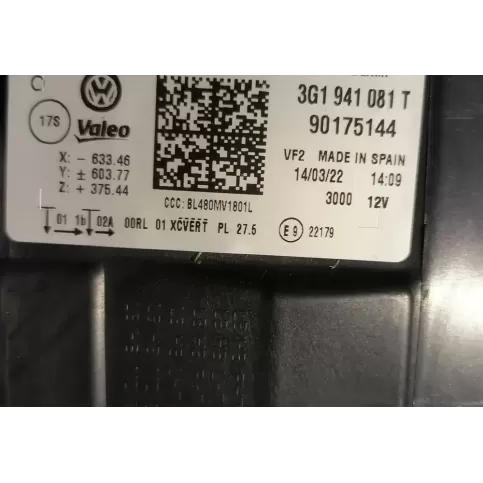 3G1 941 081 T
90175144
17S Valeo
VF2 MADE IN SPAIN
X: - 633.46
Y: ± 603.77
Z: + 375.44
14/03/22 14:09
3000 12V
CCC: BL480MV1801L
01 1b 02A 00RL 01 XCVERT PL 27.5 E9 22179